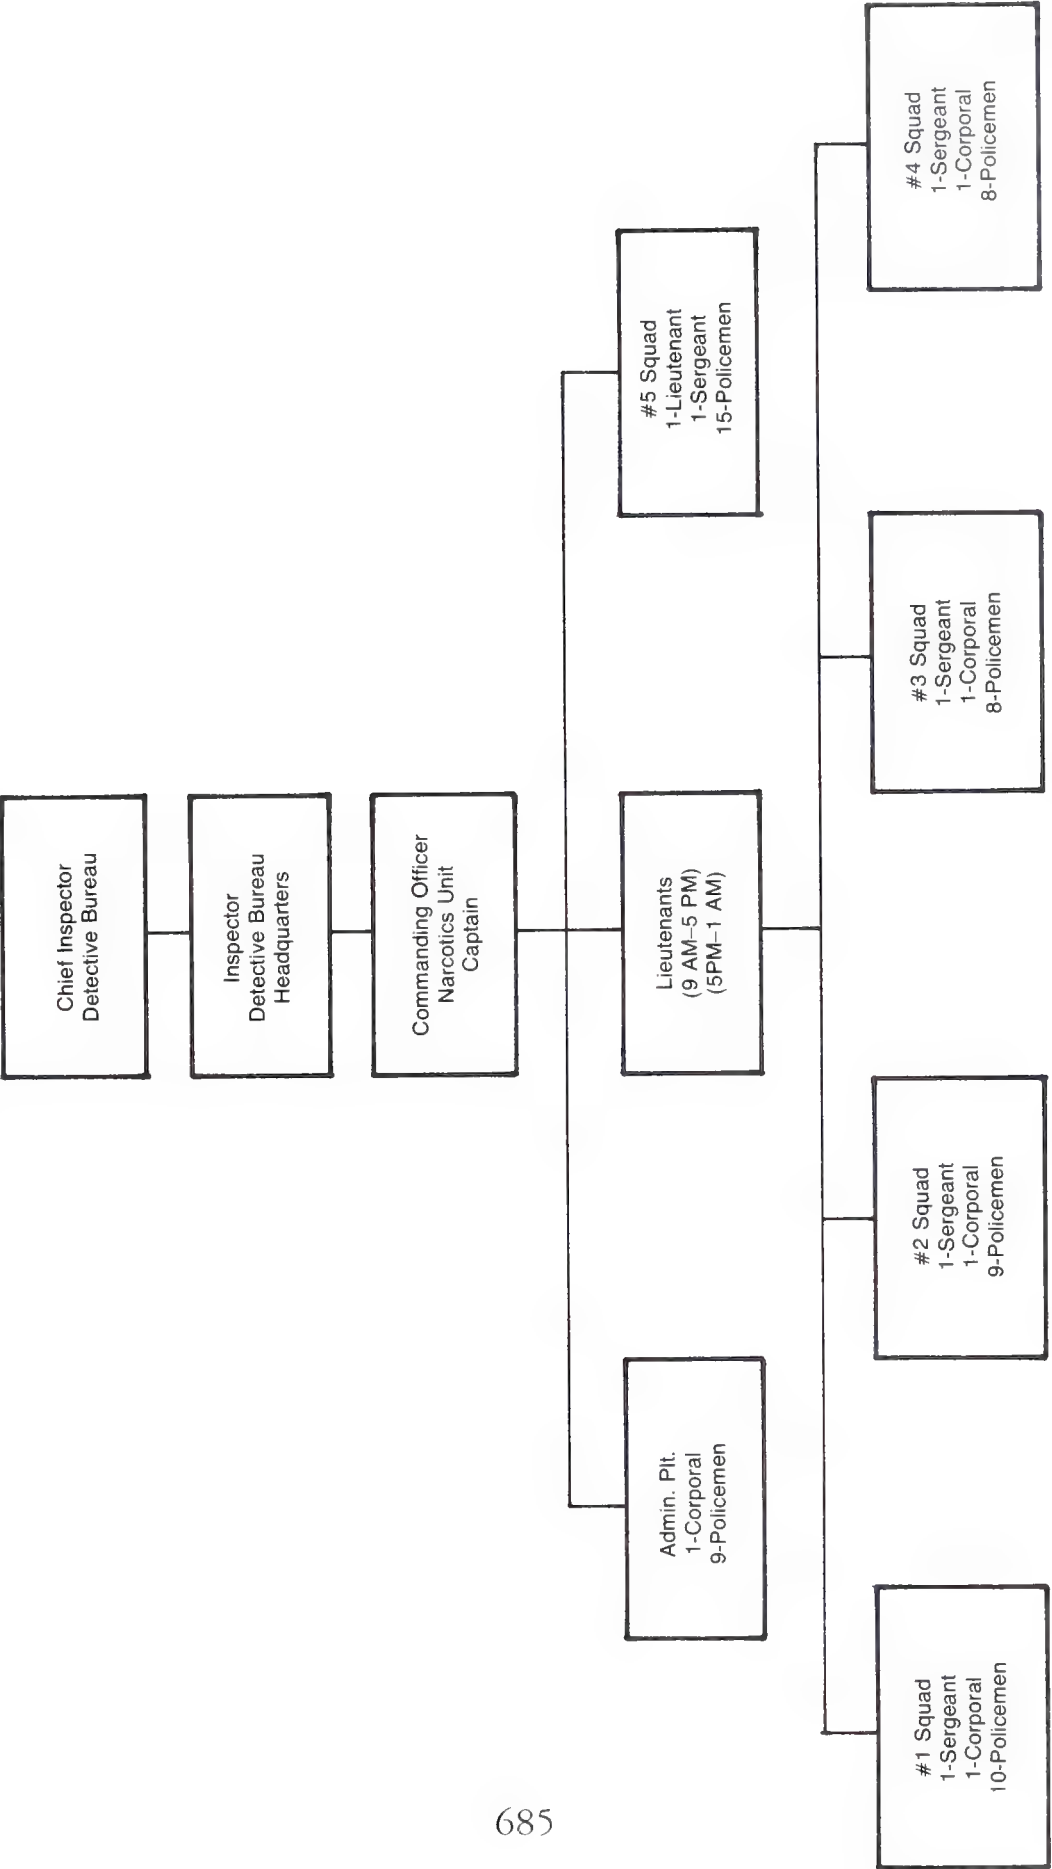 Chief Inspector
Detective Bureau
Inspector
Detective Bureau
Headquarters
Commanding Officer
Narcotics Unit
Captain
Admin. Plt.
1-Corporal
9-Policemen
Lieutenants
(9 AM–5 PM)
(5PM–1 AM)
#5 Squad
1-Lieutenant
1-Sergeant
15-Policemen
#1 Squad
1-Sergeant
1-Corporal
10-Policemen
#2 Squad
1-Sergeant
1-Corporal
9-Policemen
#3 Squad
1-Sergeant
1-Corporal
8-Policemen
#4 Squad
1-Sergeant
1-Corporal
8-Policemen
685